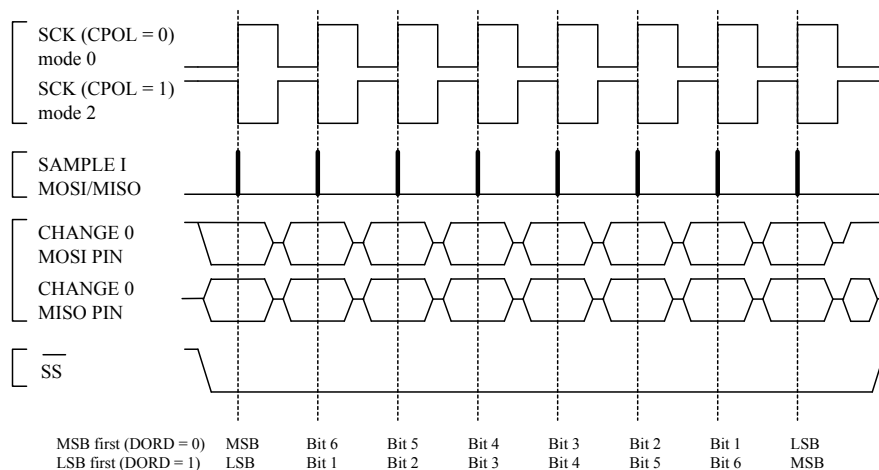 SCK (CPOL = 0)
mode 0
SCK (CPOL = 1)
mode 2
SAMPLE I
MOSI/MISO
CHANGE 0
MOSI PIN
CHANGE 0
MISO PIN
SS
MSB first (DORD = 0) MSB Bit 6 Bit 5 Bit 4 Bit 3 Bit 2 Bit 1 LSB
LSB first (DORD = 1) LSB Bit 1 Bit 2 Bit 3 Bit 4 Bit 5 Bit 6 MSB